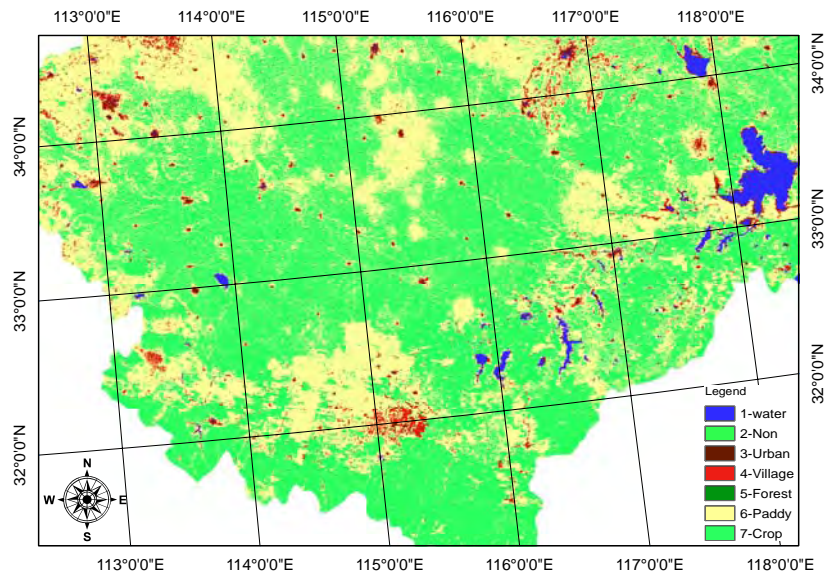 113°0'0"E 114°0'0"E 115°0'0"E 116°0'0"E 117°0'0"E 118°0'0"E
34°0'0"N
33°0'0"N
32°0'0"N
34°0'0"N
33°0'0"N
32°0'0"N
Legend
1-water
2-Non
3-Urban
4-Village
5-Forest
6-Paddy
7-Crop
N
W E
S
113°0'0"E 114°0'0"E 115°0'0"E 116°0'0"E 117°0'0"E 118°0'0"E